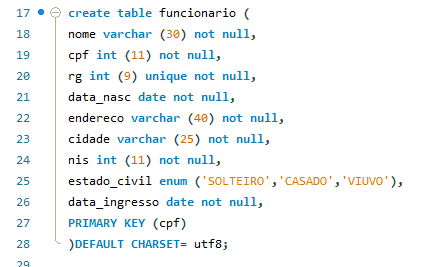 17 create table funcionario (
18 nome varchar (30) not null,
19 cpf int (11) not null,
20 rg int (9) unique not null,
21 data_nasc date not null,
22 endereco varchar (40) not null,
23 cidade varchar (25) not null,
24 nis int (11) not null,
25 estado_civil enum ('SOLTEIRO','CASADO','VIUVO'),
26 data_ingresso date not null,
27 PRIMARY KEY (cpf)
28 )DEFAULT CHARSET= utf8;
29